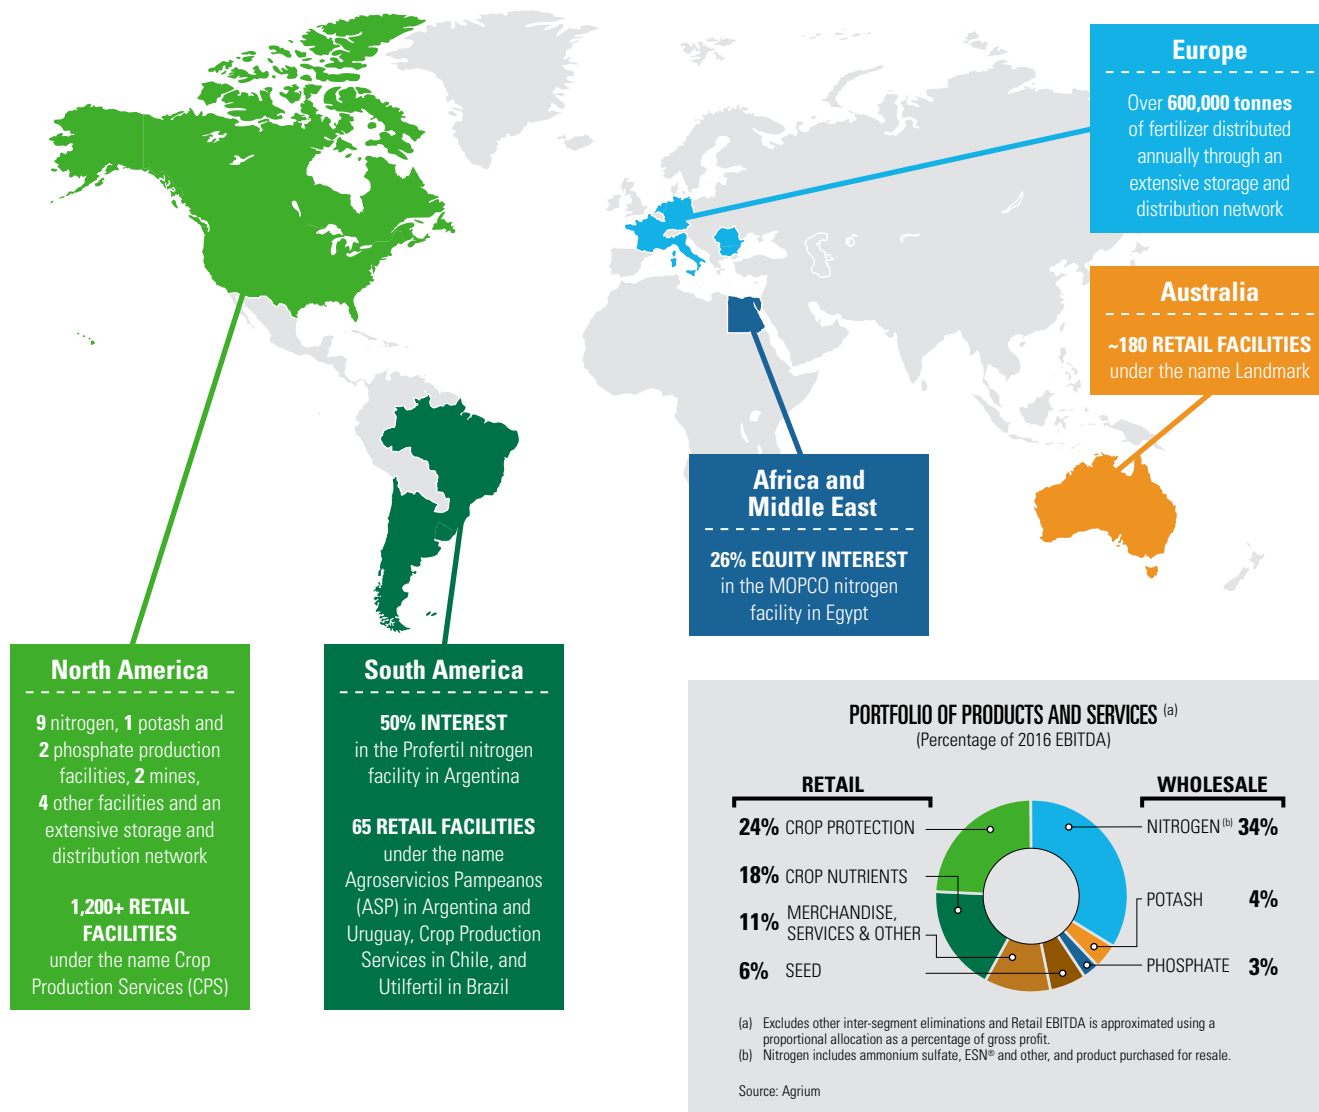 Europe
Over 600,000 tonnes
of fertilizer distributed
annually through an
extensive storage and
distribution network
Australia
~180 RETAIL FACILITIES
under the name Landmark
Africa and
Middle East
26% EQUITY INTEREST
in the MOPCO nitrogen
facility in Egypt
North America
9 nitrogen, 1 potash and
2 phosphate production
facilities, 2 mines,
4 other facilities and an
extensive storage and
distribution network
1,200+ RETAIL
FACILITIES
under the name Crop
Production Services (CPS)
South America
50% INTEREST
in the Profertil nitrogen
facility in Argentina
65 RETAIL FACILITIES
under the name
Agroservicios Pampeanos
(ASP) in Argentina and
Uruguay, Crop Production
Services in Chile, and
Utilfertil in Brazil
PORTFOLIO OF PRODUCTS AND SERVICES (a)
(Percentage of 2016 EBITDA)
RETAIL
24% CROP PROTECTION
18% CROP NUTRIENTS
11% MERCHANDISE,
SERVICES & OTHER
6% SEED
WHOLESALE
NITROGEN (b) 34%
POTASH 4%
PHOSPHATE 3%
(a) Excludes other inter-segment eliminations and Retail EBITDA is approximated using a
proportional allocation as a percentage of gross profit.
(b) Nitrogen includes ammonium sulfate, ESN® and other, and product purchased for resale.
Source: Agrium